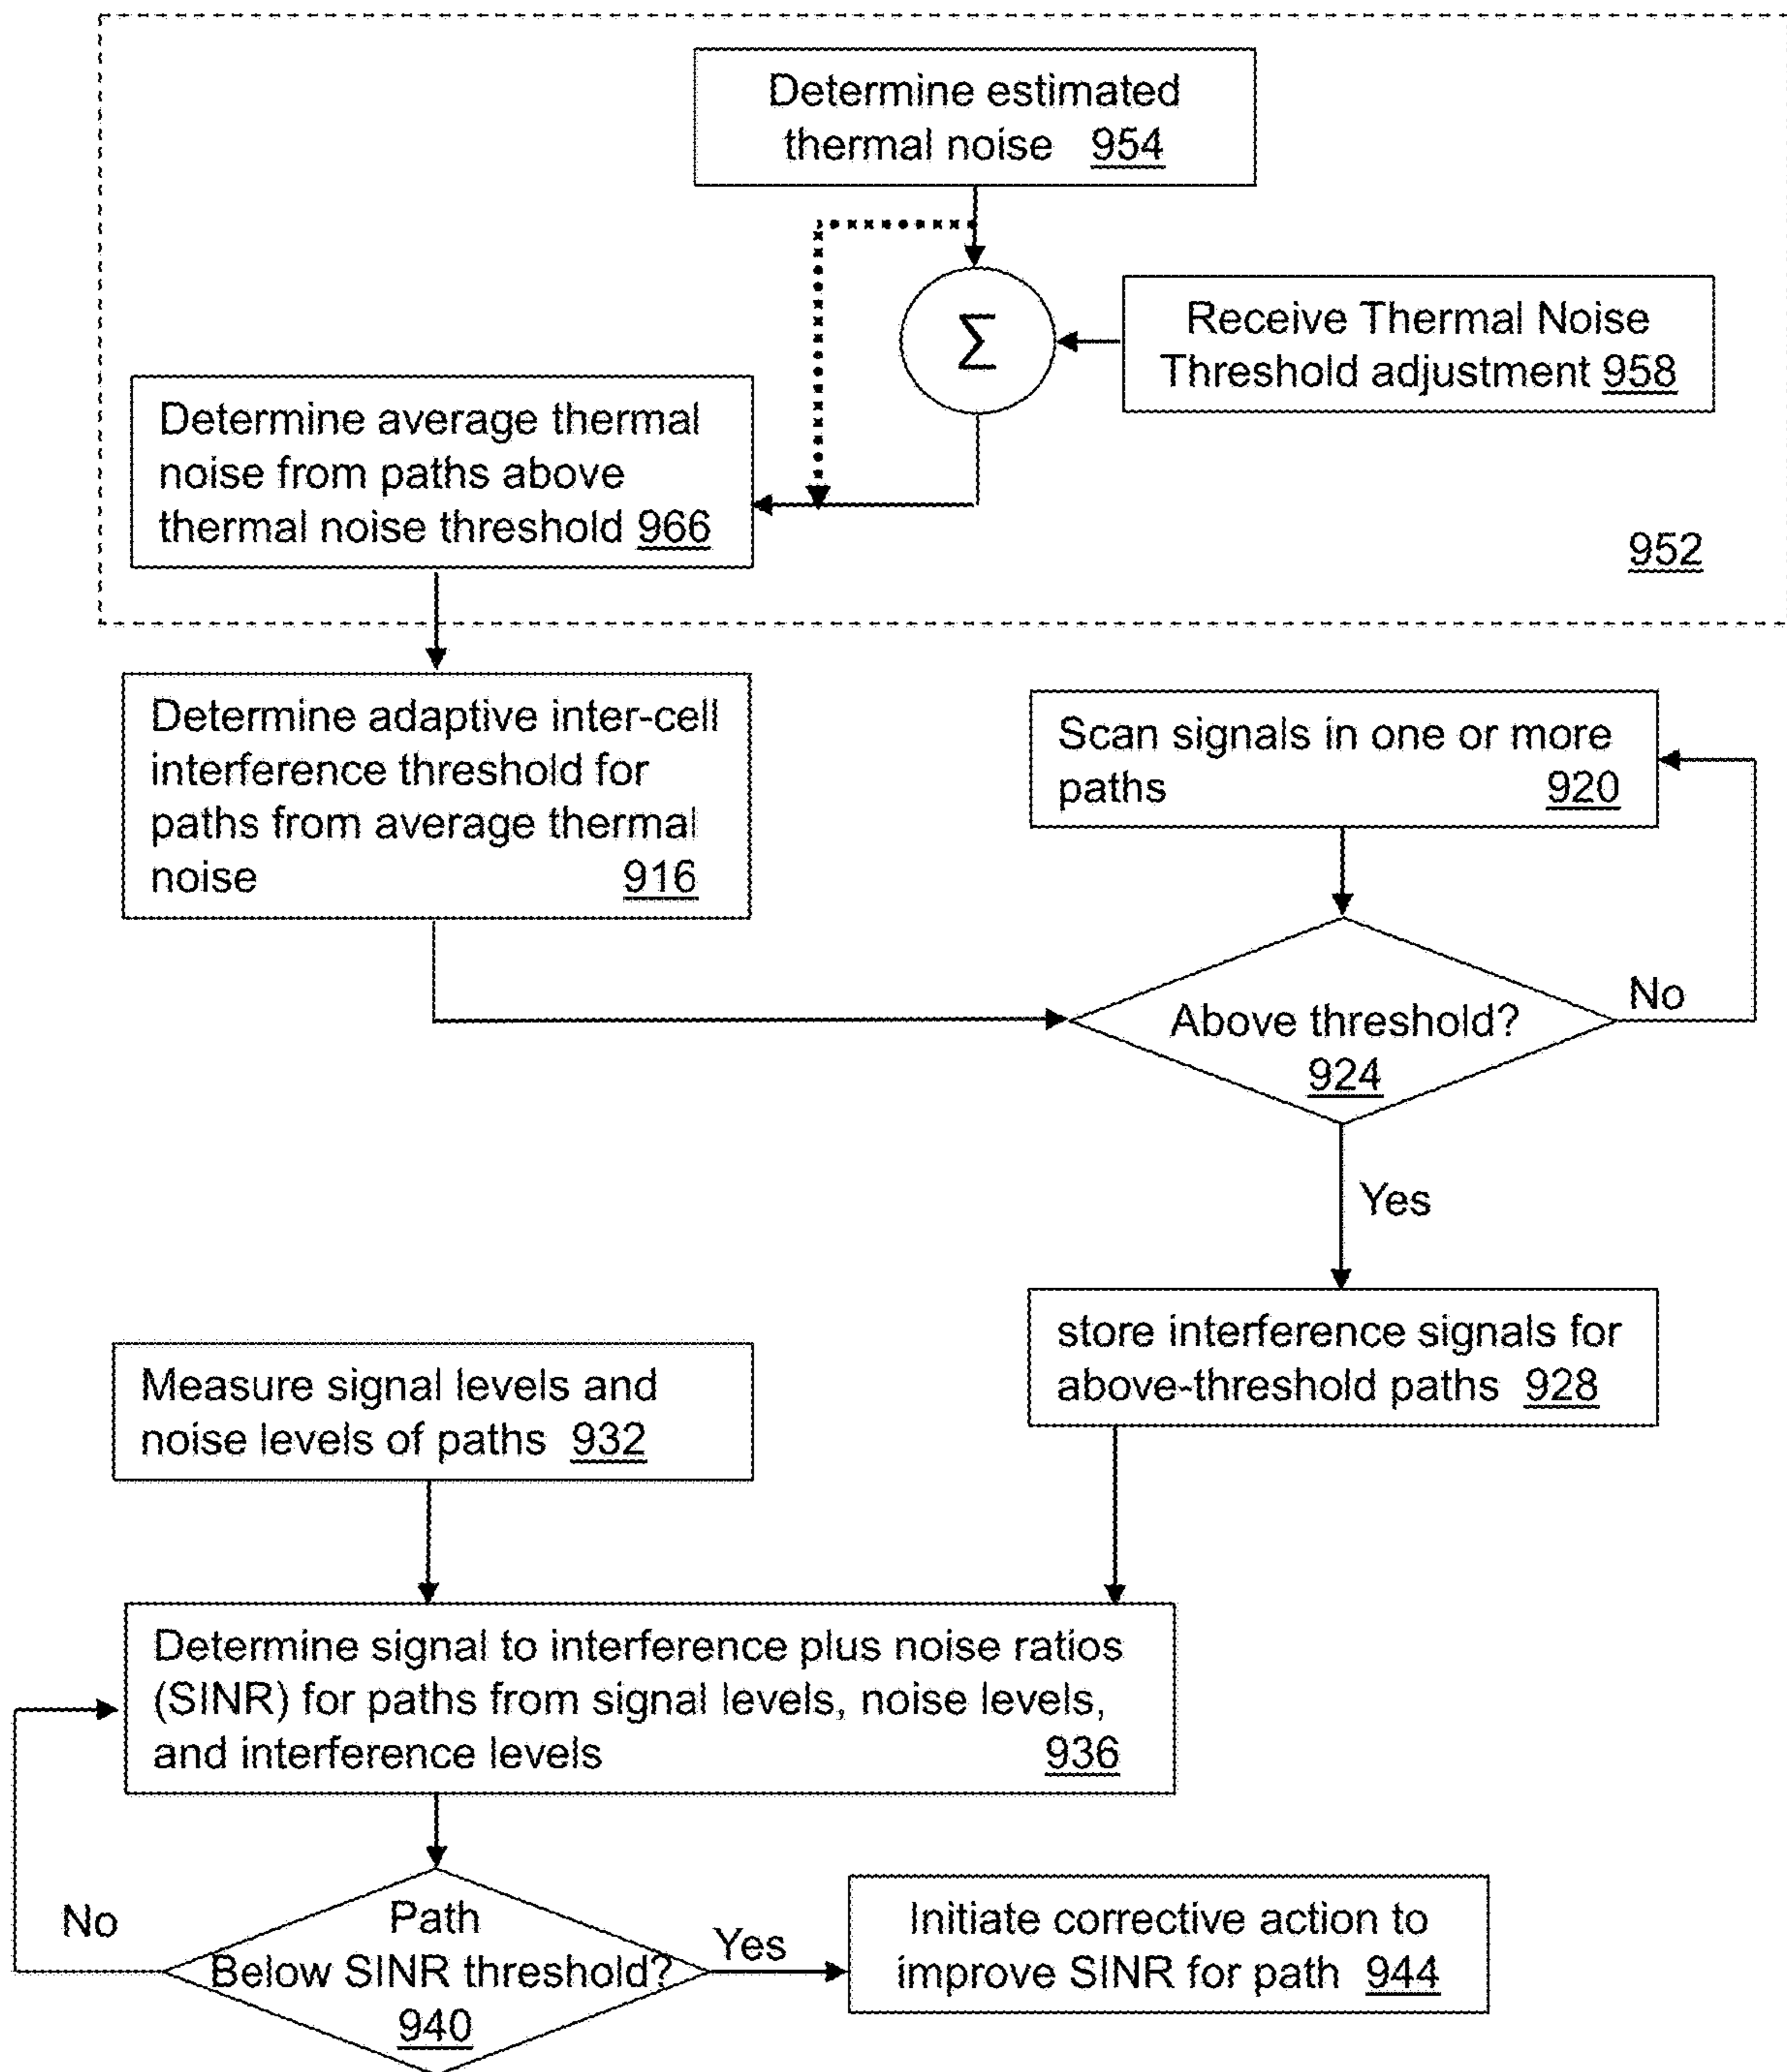 Determine estimated
thermal noise 954
Σ
Receive Thermal Noise
Threshold adjustment 958
Determine average thermal
noise from paths above
thermal noise threshold 966
952
Determine adaptive inter-cell
interference threshold for
paths from average thermal
noise 916
Scan signals in one or more
paths 920
Above threshold?
924
No
Yes
store interference signals for
above-threshold paths 928
Measure signal levels and
noise levels of paths 932
Determine signal to interference plus noise ratios
(SINR) for paths from signal levels, noise levels,
and interference levels 936
No
Path
Below SINR threshold?
940
Yes
Initiate corrective action to
improve SINR for path 944